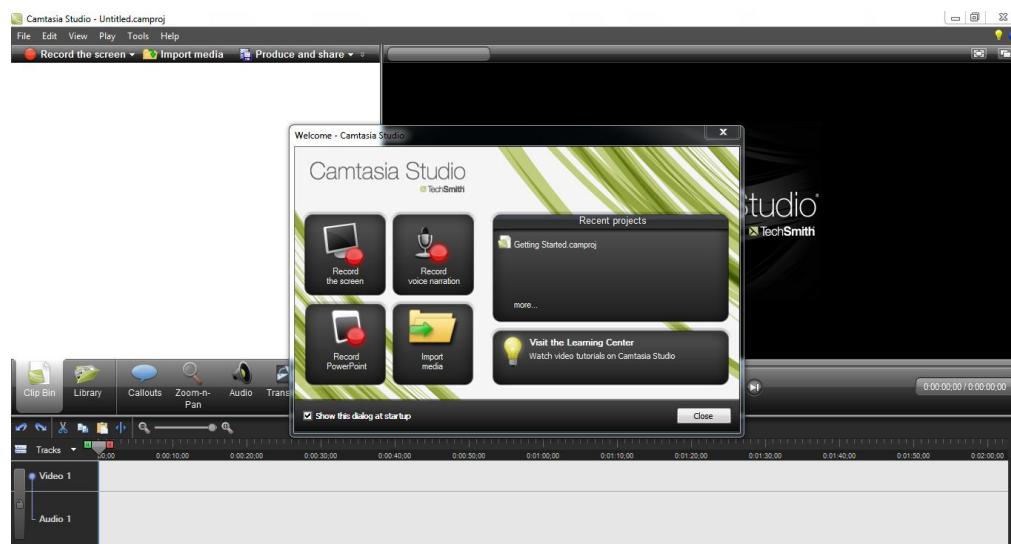 Camtasia Studio - Untitled.camproj
File Edit View Play Tools Help
Record the screen Import media Produce and share
Welcome - Camtasia Studio
Camtasia Studio
TechSmith
Record
the screen
Record
voice narration
Recent projects
Getting Started.camproj
more...
Record
PowerPoint
Import
media
Visit the Learning Center
Watch video tutorials on Camtasia Studio
Show this dialog at startup
Close
tudio
TechSmith
Clip Bin
Library
Callouts
Zoom-n-
Pan
Audio
Trans
0:00:00;00 / 0:00:00;00
Tracks
0:00:10;00 0:00:20;00 0:00:30;00 0:00:40;00 0:00:50;00 0:01:00;00 0:01:10;00 0:01:20;00 0:01:30;00 0:01:40;00 0:01:50;00 0:02:00;00
Video 1
Audio 1